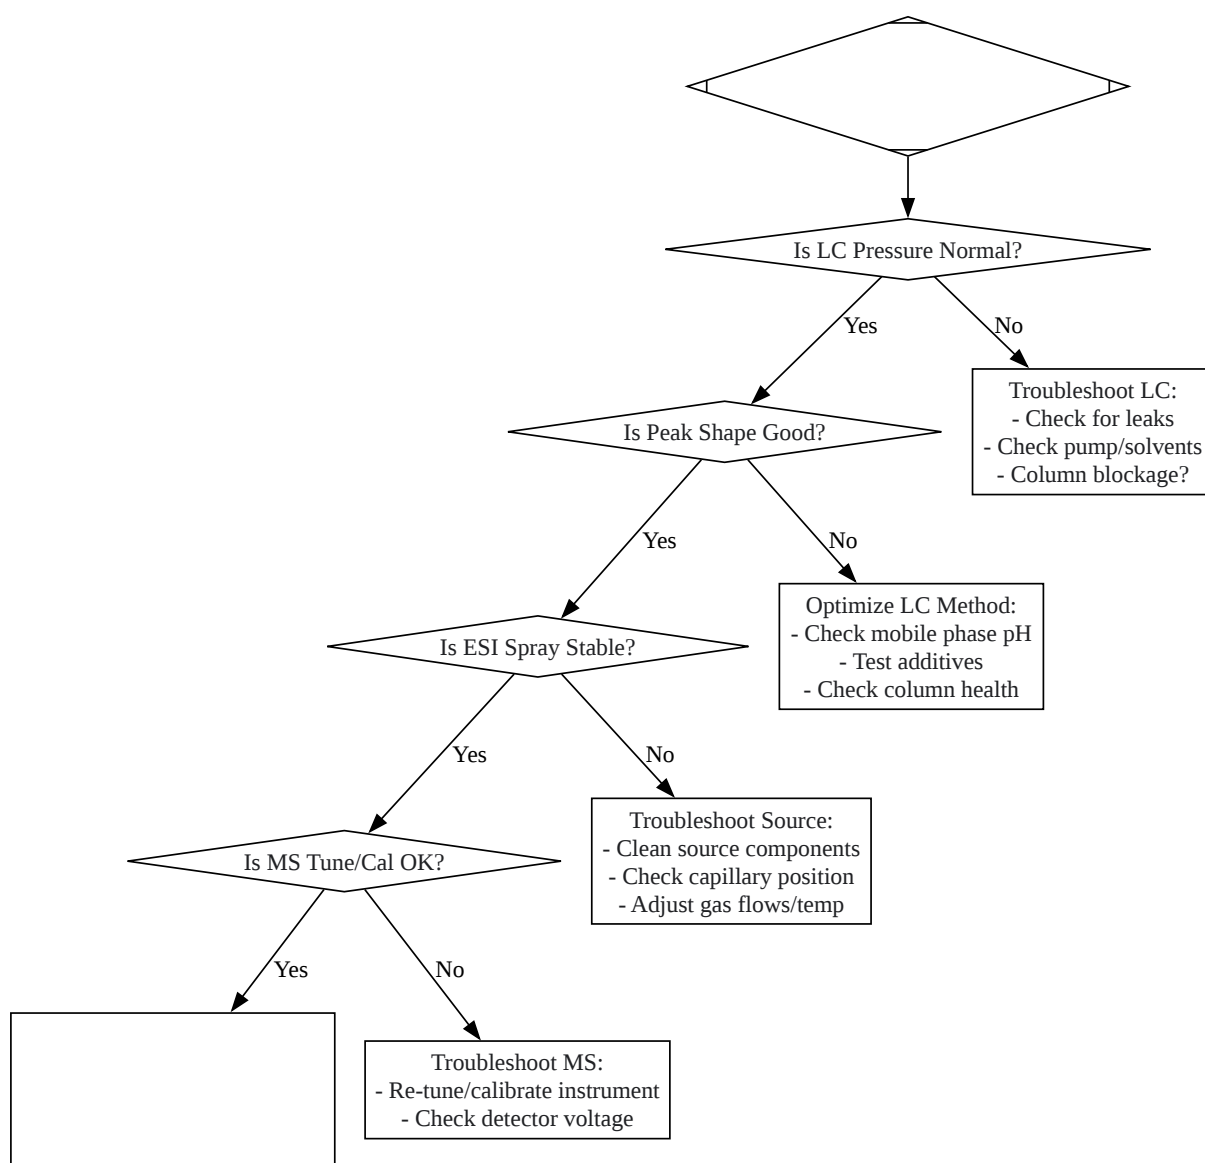 Is LC Pressure Normal?
Yes
No
Troubleshoot LC:
- Check for leaks
- Check pump/solvents
- Column blockage?
Is Peak Shape Good?
Yes
No
Optimize LC Method:
- Check mobile phase pH
- Test additives
- Check column health
Is ESI Spray Stable?
Yes
No
Troubleshoot Source:
- Clean source components
- Check capillary position
- Adjust gas flows/temp
Is MS Tune/Cal OK?
Yes
No
Troubleshoot MS:
- Re-tune/calibrate instrument
- Check detector voltage